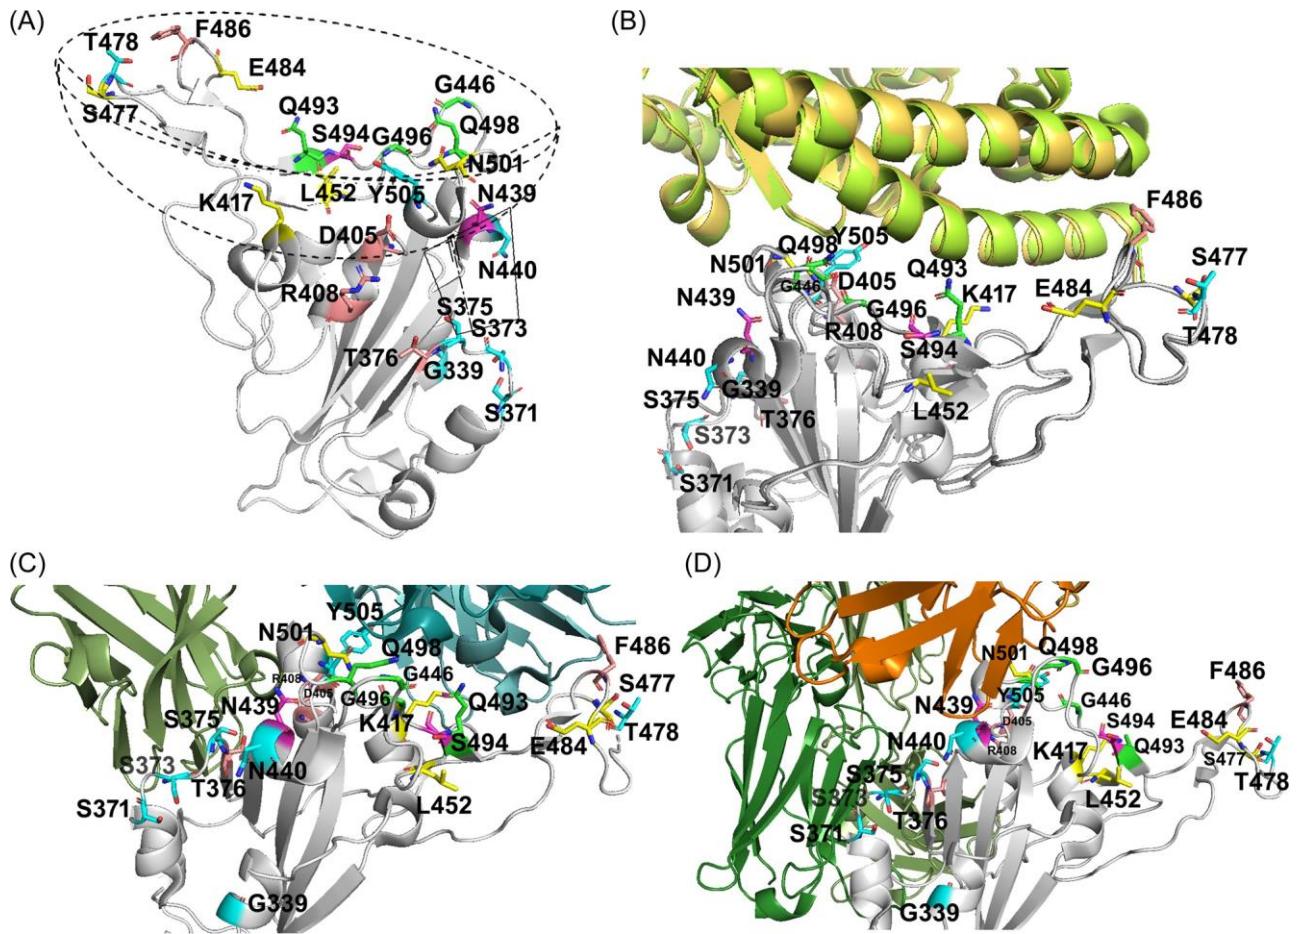 (A)
F486
T478
E484
S477
G446
Q493
S494
G496
Q498
N501
K417
L452
Y505
N439
D405
N440
R408
S375
S373
T376
G339
S371
(B)
F486
Q498
Y505
S477
N501
G446
D405
Q493
K417
E484
N439
G496
R408
S494
T478
N440
G339
S375
L452
T376
S373
S371
(C)
Y505
N501
Q498
F486
R408
G446
S477
D405
N439
G496
Q493
K417
S375
S494
E484
T478
S373
T376
N440
S371
L452
G339
(D)
N501
Q498
G496
F486
N439
Y505
G446
D405
S494
E484
N440
R408
K417
Q493
S477
S375
T478
S373
L452
T376
S371
G339